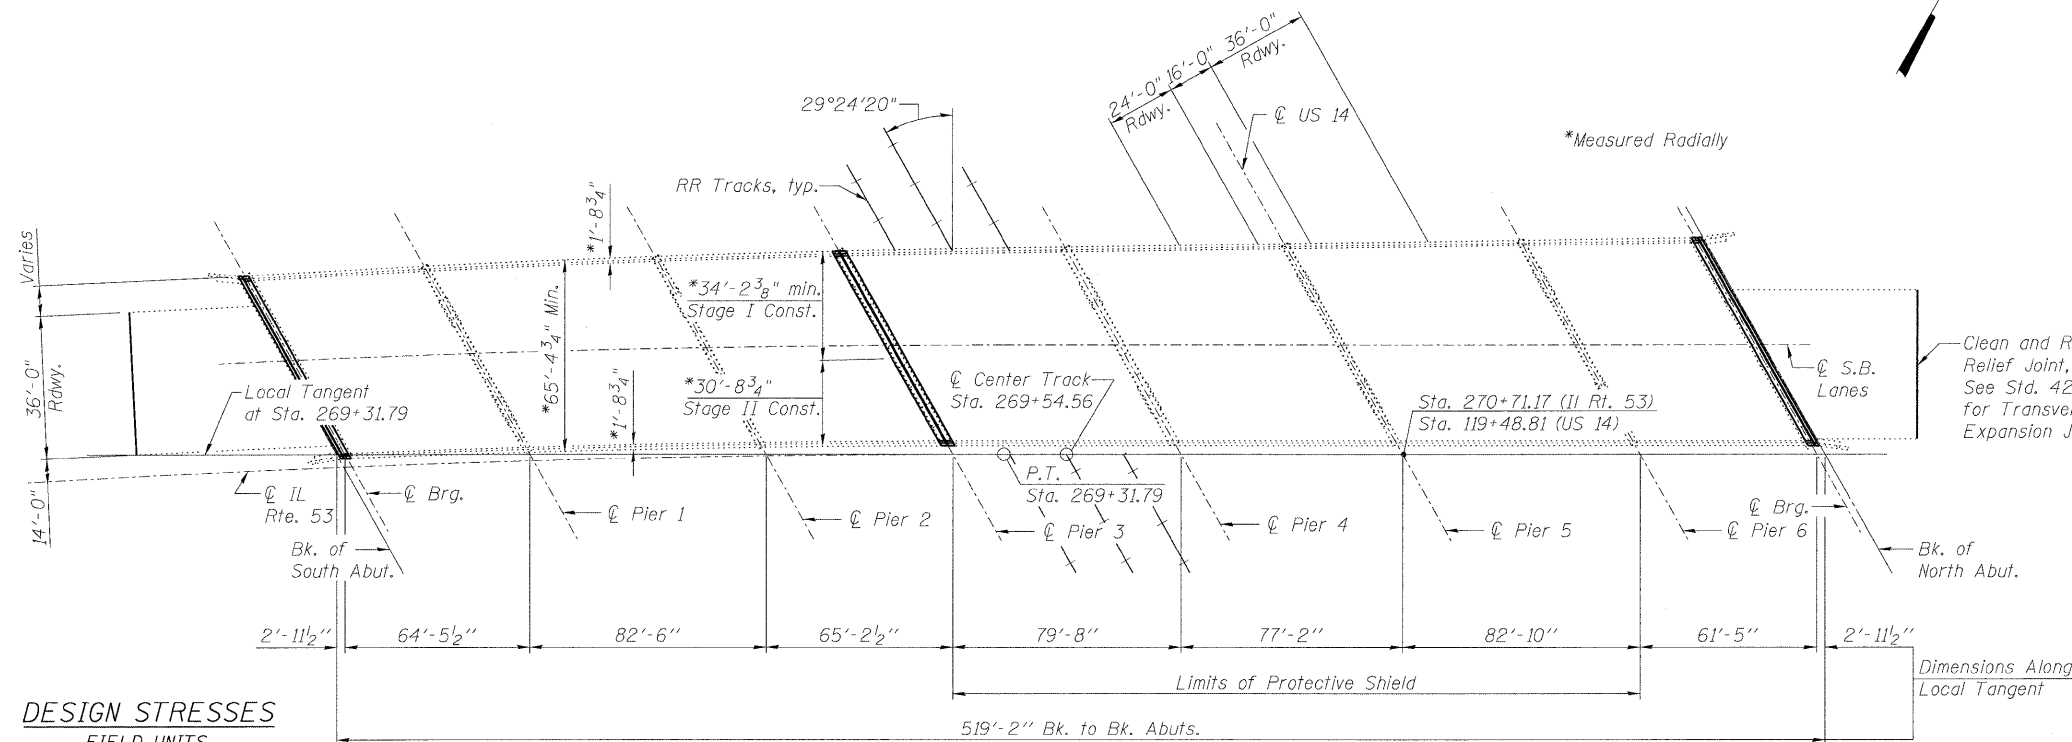 36'-0"
Rdwy.
16'-0"
24'-0"
Rdwy.
29°24'20"
℄ US 14
*Measured Radially
RR Tracks, typ.
*1'-8¾"
Varies
*34'-2⅜" min.
Stage I Const.
*65'-4¾" Min.
36'-0"
Rdwy.
Local Tangent
at Sta. 269+31.79
*30'-8¾"
Stage II Const.
*1'-8¾"
℄ Center Track
Sta. 269+54.56
Sta. 270+71.17 (Il Rt. 53)
Sta. 119+48.81 (US 14)
℄ S.B.
Lanes
Clean and R
Relief Joint,
See Std. 42
for Transver
Expansion J
14'-0"
℄ IL
Rte. 53
℄ Brg.
P.T.
Sta. 269+31.79
℄ Pier 1
℄ Pier 2
℄ Pier 3
℄ Pier 4
℄ Pier 5
℄ Brg.
℄ Pier 6
Bk. of
South Abut.
Bk. of
North Abut.
2'-11½" 64'-5½" 82'-6" 65'-2½" 79'-8" 77'-2" 82'-10" 61'-5" 2'-11½"
Dimensions Along
Local Tangent
Limits of Protective Shield
519'-2" Bk. to Bk. Abuts.
DESIGN STRESSES
FIELD UNITS